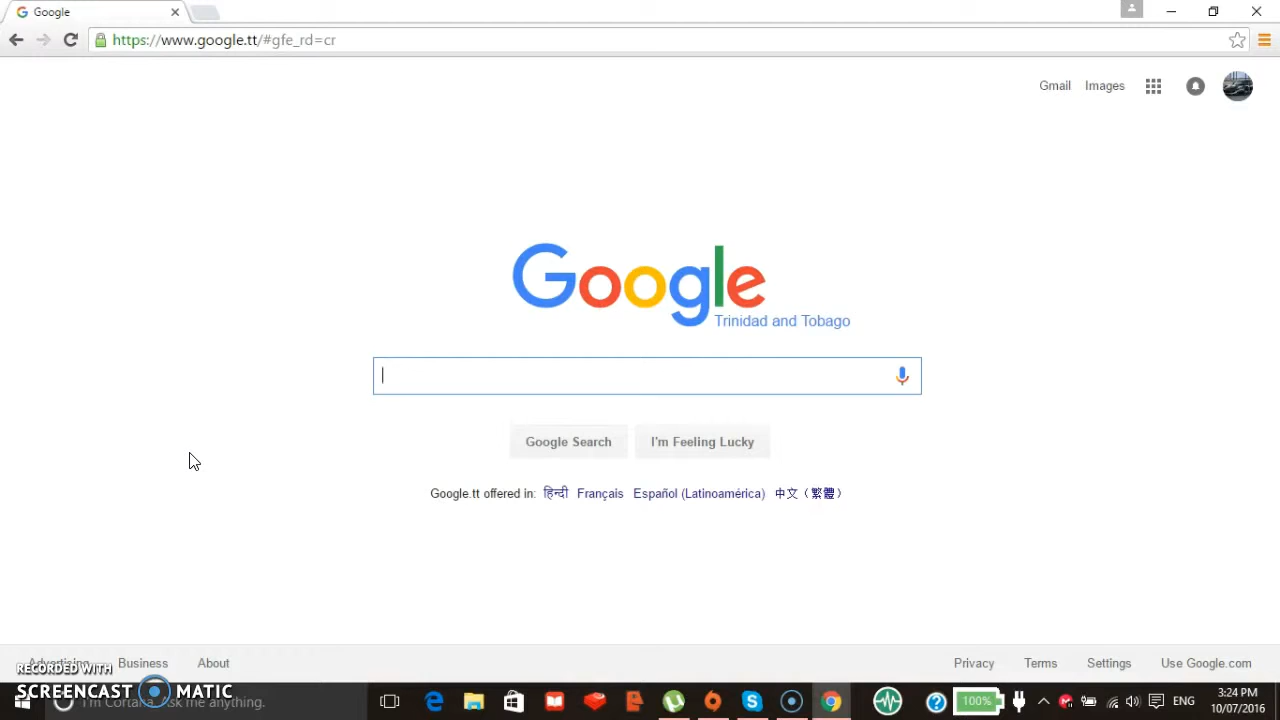 Google
https://www.google.tt/#gfe_rd=cr
Gmail Images
Google
Trinidad and Tobago
Google Search I'm Feeling Lucky
Google.tt offered in: हिन्दी Français Español (Latinoamérica) 中文（繁體）
Advertising Business About Privacy Terms Settings Use Google.com
RECORDED WITH
SCREENCAST MATIC
I'm Cortana. Ask me anything.
100% ENG
3:24 PM
10/07/2016